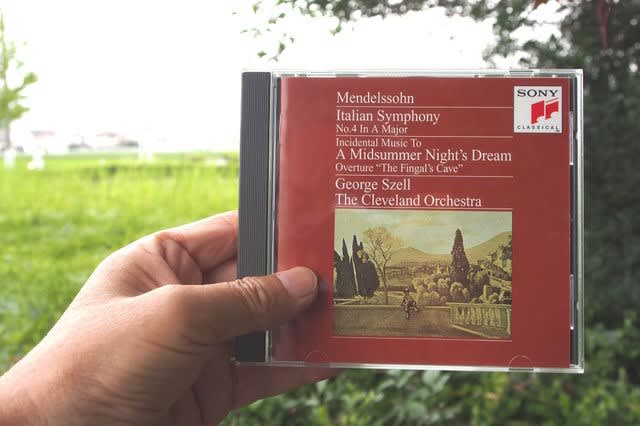 Mendelssohn
Italian Symphony
No.4 In A Major
Incidental Music To
A Midsummer Night's Dream
Overture "The Fingal's Cave"
George Szell
The Cleveland Orchestra
SONY
CLASSICAL